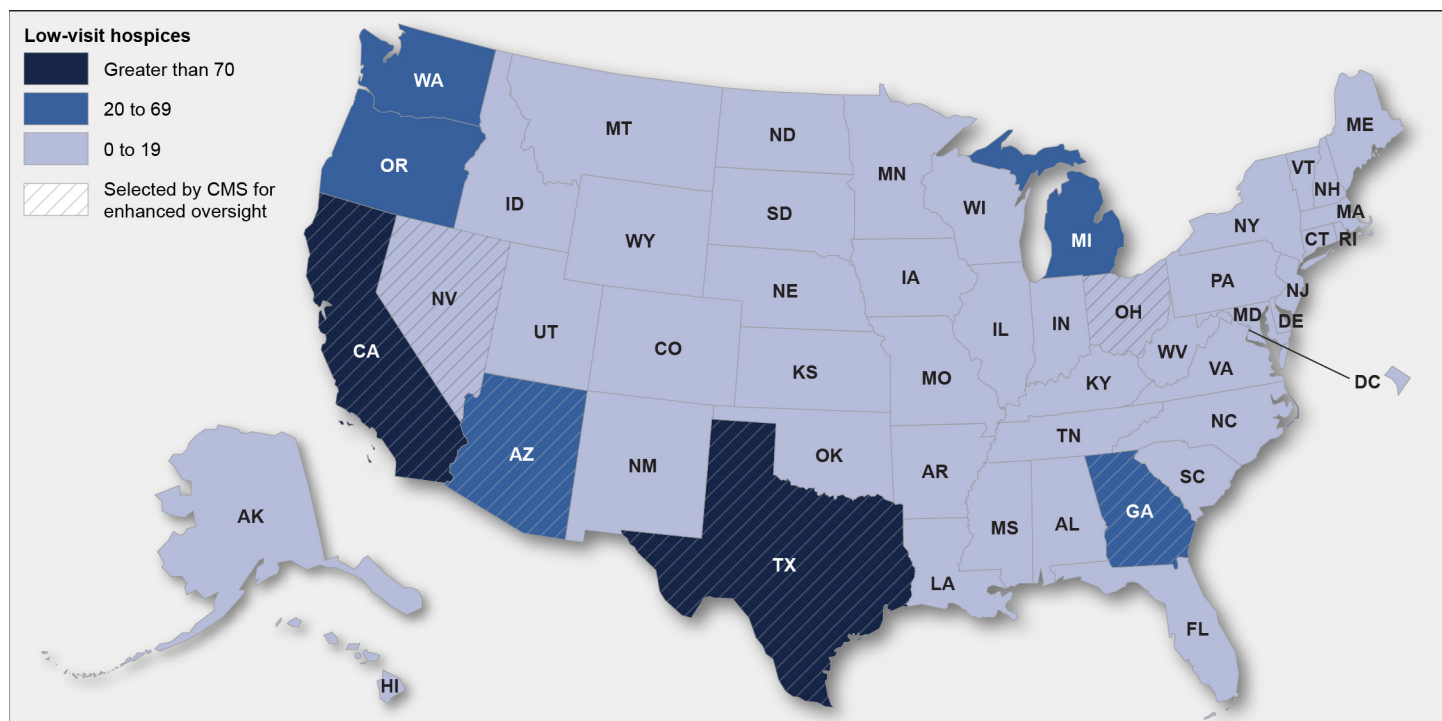 Low-visit hospices
Greater than 70
20 to 69
0 to 19
Selected by CMS for
enhanced oversight
WA
OR
CA
NV
ID
MT
WY
UT
AZ
CO
NM
ND
SD
NE
KS
OK
TX
MN
IA
MO
AR
LA
WI
IL
MI
IN
OH
KY
TN
MS
AL
GA
FL
SC
NC
VA
WV
PA
NY
VT
NH
ME
MA
CT
RI
NJ
DE
MD
DC
AK
HI